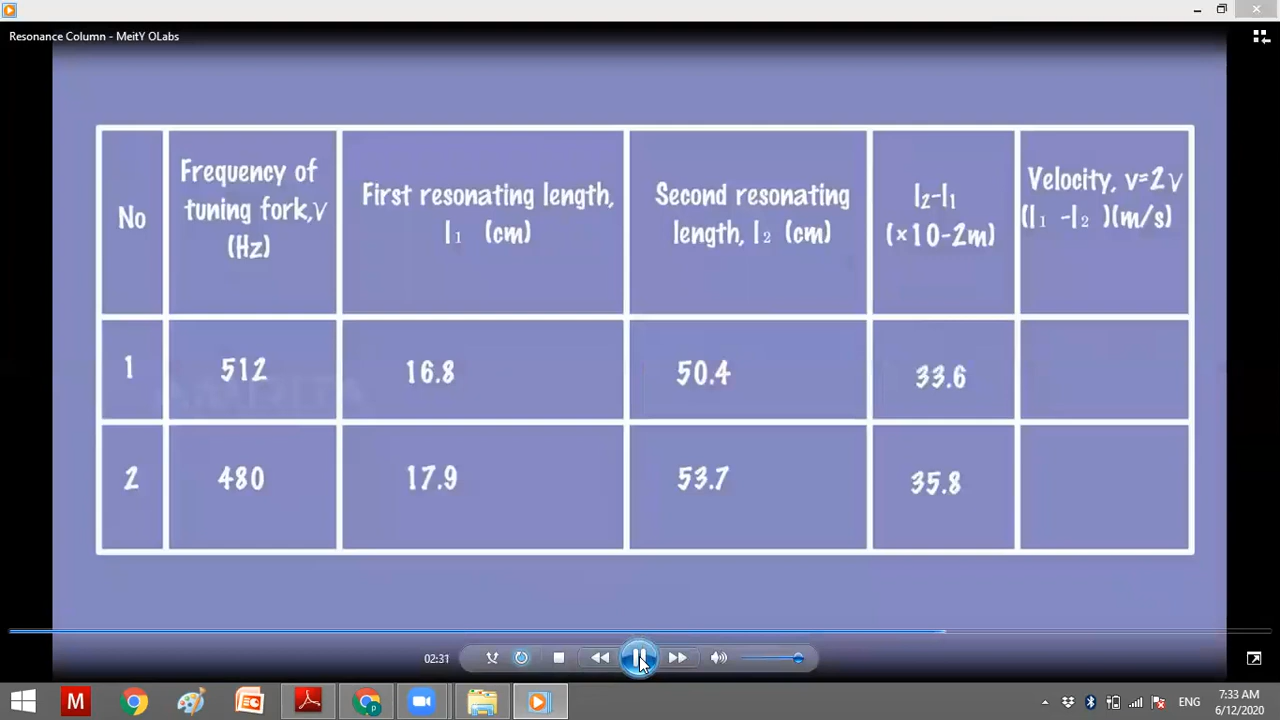 Resonance Column - MeitY OLabs
No
Frequency of
tuning fork,ν
(Hz)
First resonating length,
l₁ (cm)
Second resonating
length, l₂ (cm)
l₂-l₁
(×10-2m)
Velocity, v=2ν
(l₁ -l₂ )(m/s)
1
512
16.8
50.4
33.6
2
480
17.9
53.7
35.8
AMRITA
02:31
M
ENG
7:33 AM
6/12/2020